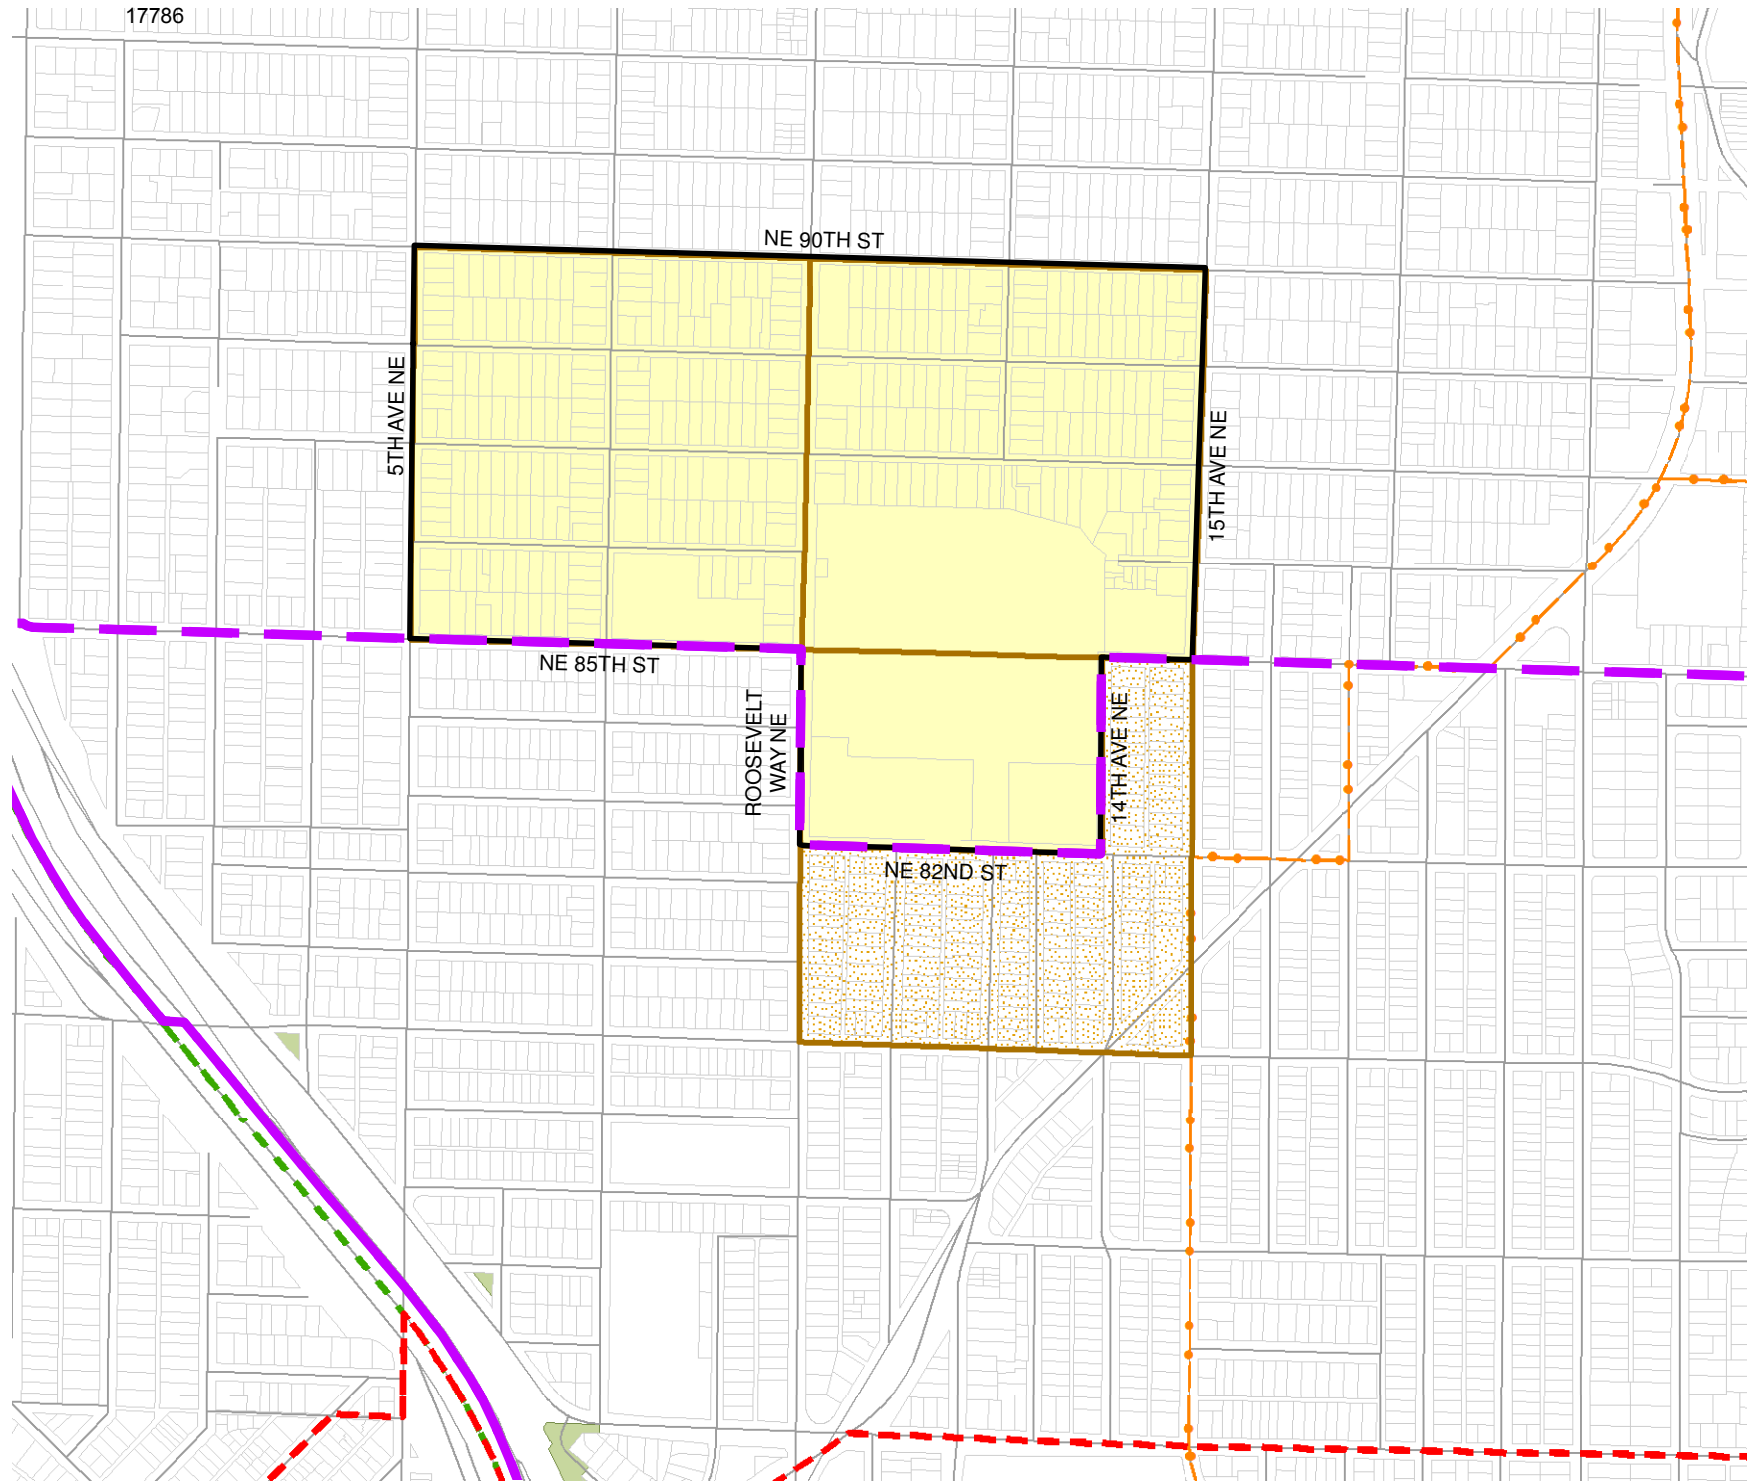 17786
NE 90TH ST
5TH AVE NE
15TH AVE NE
NE 85TH ST
ROOSEVELT
WAY NE
14TH AVE NE
NE 82ND ST